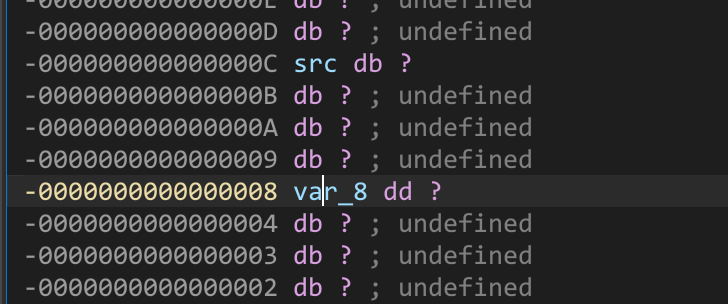 -000000000000000E db ? ; undefined
-000000000000000D db ? ; undefined
-000000000000000C src db ?
-000000000000000B db ? ; undefined
-000000000000000A db ? ; undefined
-0000000000000009 db ? ; undefined
-0000000000000008 var_8 dd ?
-0000000000000004 db ? ; undefined
-0000000000000003 db ? ; undefined
-0000000000000002 db ? ; undefined